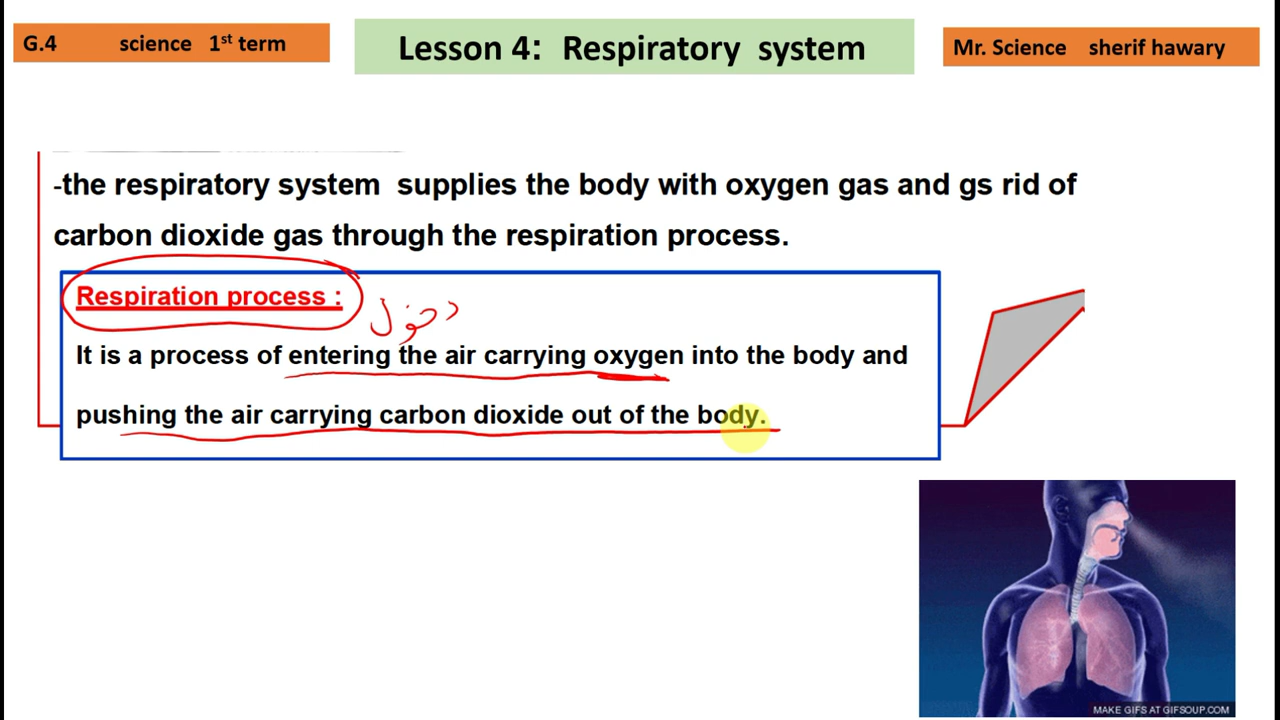 G.4 science 1st term
Lesson 4: Respiratory system
Mr. Science sherif hawary
-the respiratory system supplies the body with oxygen gas and gs rid of
carbon dioxide gas through the respiration process.
Respiration process :
دخول
It is a process of entering the air carrying oxygen into the body and
pushing the air carrying carbon dioxide out of the body.
MAKE GIFS AT GIFSOUP.COM